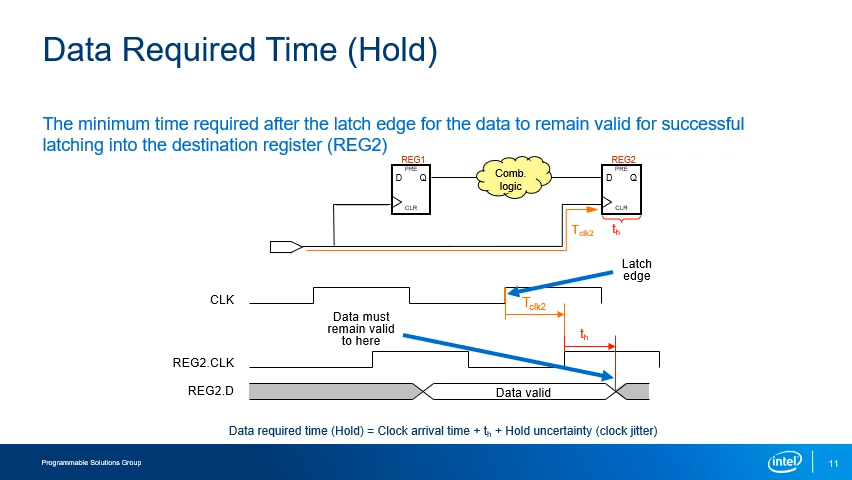 Data Required Time (Hold)
The minimum time required after the latch edge for the data to remain valid for successful
latching into the destination register (REG2)
REG1
PRE
D Q
CLR
Comb.
logic
REG2
PRE
D Q
CLR
Tclk2
th
Latch
edge
CLK
Tclk2
Data must
remain valid
to here
th
REG2.CLK
REG2.D
Data valid
Data required time (Hold) = Clock arrival time + th + Hold uncertainty (clock jitter)
Programmable Solutions Group
intel
11